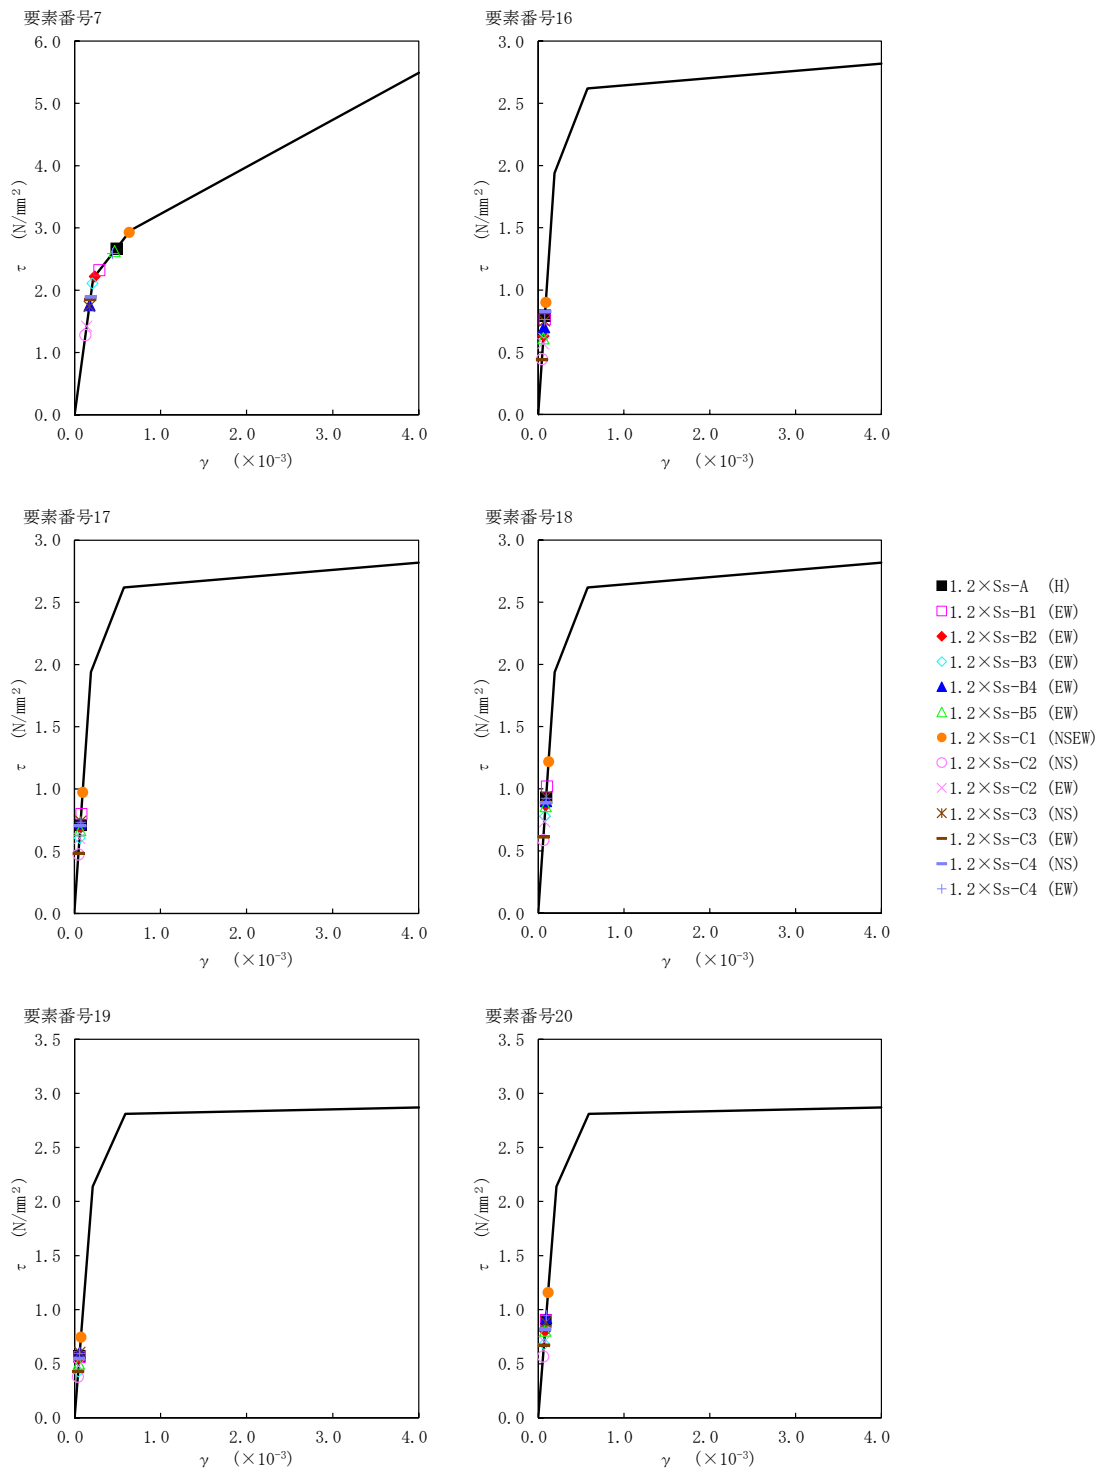 要素番号7
6.0
5.0
4.0
3.0
2.0
1.0
0.0
τ (N/mm²)
0.0 1.0 2.0 3.0 4.0
γ (×10⁻³)
要素番号16
3.0
2.5
2.0
1.5
1.0
0.5
0.0
τ (N/mm²)
0.0 1.0 2.0 3.0 4.0
γ (×10⁻³)
要素番号17
3.0
2.5
2.0
1.5
1.0
0.5
0.0
τ (N/mm²)
0.0 1.0 2.0 3.0 4.0
γ (×10⁻³)
要素番号18
3.0
2.5
2.0
1.5
1.0
0.5
0.0
τ (N/mm²)
0.0 1.0 2.0 3.0 4.0
γ (×10⁻³)
1.2×Ss-A (H)
1.2×Ss-B1 (EW)
1.2×Ss-B2 (EW)
1.2×Ss-B3 (EW)
1.2×Ss-B4 (EW)
1.2×Ss-B5 (EW)
1.2×Ss-C1 (NSEW)
1.2×Ss-C2 (NS)
1.2×Ss-C2 (EW)
1.2×Ss-C3 (NS)
1.2×Ss-C3 (EW)
1.2×Ss-C4 (NS)
1.2×Ss-C4 (EW)
要素番号19
3.5
3.0
2.5
2.0
1.5
1.0
0.5
0.0
τ (N/mm²)
0.0 1.0 2.0 3.0 4.0
γ (×10⁻³)
要素番号20
3.5
3.0
2.5
2.0
1.5
1.0
0.5
0.0
τ (N/mm²)
0.0 1.0 2.0 3.0 4.0
γ (×10⁻³)